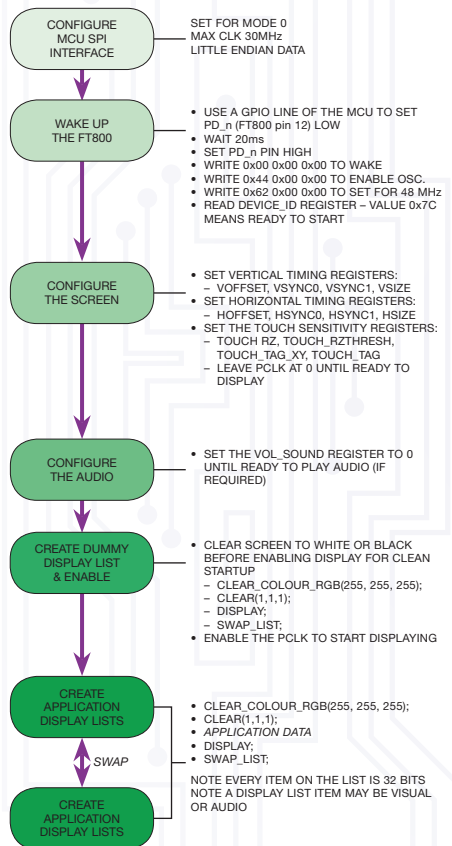 CONFIGURE
MCU SPI
INTERFACE
SET FOR MODE 0
MAX CLK 30MHz
LITTLE ENDIAN DATA
WAKE UP
THE FT800
• USE A GPIO LINE OF THE MCU TO SET
PD_n (FT800 pin 12) LOW
• WAIT 20ms
• SET PD_n PIN HIGH
• WRITE 0x00 0x00 0x00 TO WAKE
• WRITE 0x44 0x00 0x00 TO ENABLE OSC.
• WRITE 0x62 0x00 0x00 TO SET FOR 48 MHz
• READ DEVICE_ID REGISTER – VALUE 0x7C
MEANS READY TO START
CONFIGURE
THE SCREEN
• SET VERTICAL TIMING REGISTERS:
– VOFFSET, VSYNC0, VSYNC1, VSIZE
• SET HORIZONTAL TIMING REGISTERS:
– HOFFSET, HSYNC0, HSYNC1, HSIZE
• SET THE TOUCH SENSITIVITY REGISTERS:
– TOUCH RZ, TOUCH_RZTHRESH,
TOUCH_TAG_XY, TOUCH_TAG
– LEAVE PCLK AT 0 UNTIL READY TO
DISPLAY
CONFIGURE
THE AUDIO
• SET THE VOL_SOUND REGISTER TO 0
UNTIL READY TO PLAY AUDIO (IF
REQUIRED)
CREATE DUMMY
DISPLAY LIST
& ENABLE
• CLEAR SCREEN TO WHITE OR BLACK
BEFORE ENABLING DISPLAY FOR CLEAN
STARTUP
– CLEAR_COLOUR_RGB(255, 255, 255);
– CLEAR(1,1,1);
– DISPLAY;
– SWAP_LIST;
• ENABLE THE PCLK TO START DISPLAYING
CREATE
APPLICATION
DISPLAY LISTS
SWAP
CREATE
APPLICATION
DISPLAY LISTS
• CLEAR_COLOUR_RGB(255, 255, 255);
• CLEAR(1,1,1);
• APPLICATION DATA
• DISPLAY;
• SWAP_LIST;
NOTE EVERY ITEM ON THE LIST IS 32 BITS
NOTE A DISPLAY LIST ITEM MAY BE VISUAL
OR AUDIO